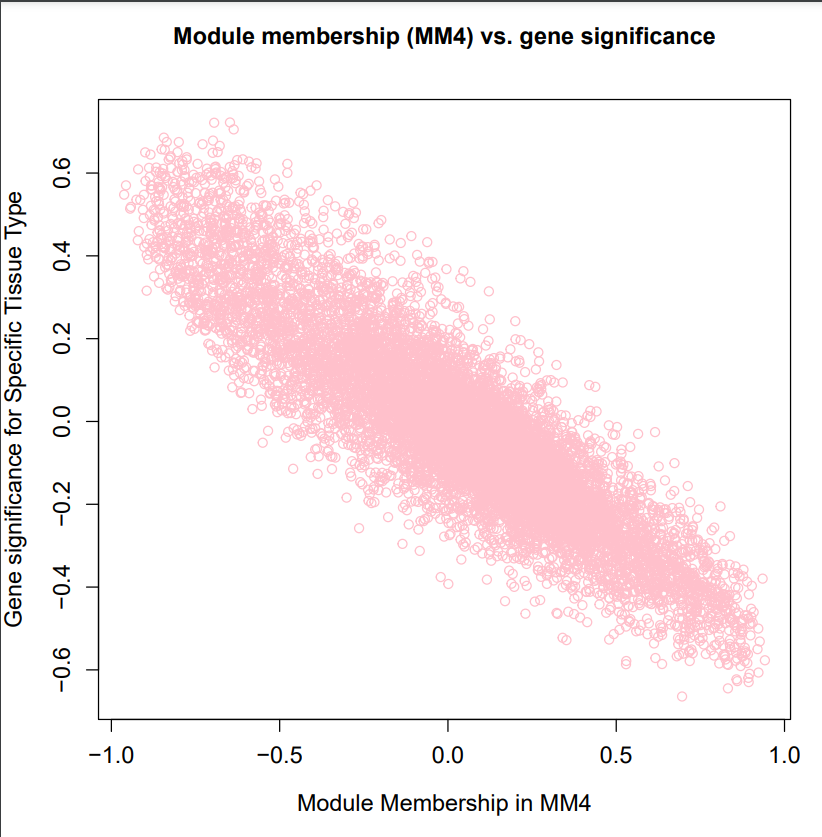 Module membership (MM4) vs. gene significance
Gene significance for Specific Tissue Type
0.6
0.4
0.2
0.0
−0.2
−0.4
−0.6
−1.0 −0.5 0.0 0.5 1.0
Module Membership in MM4